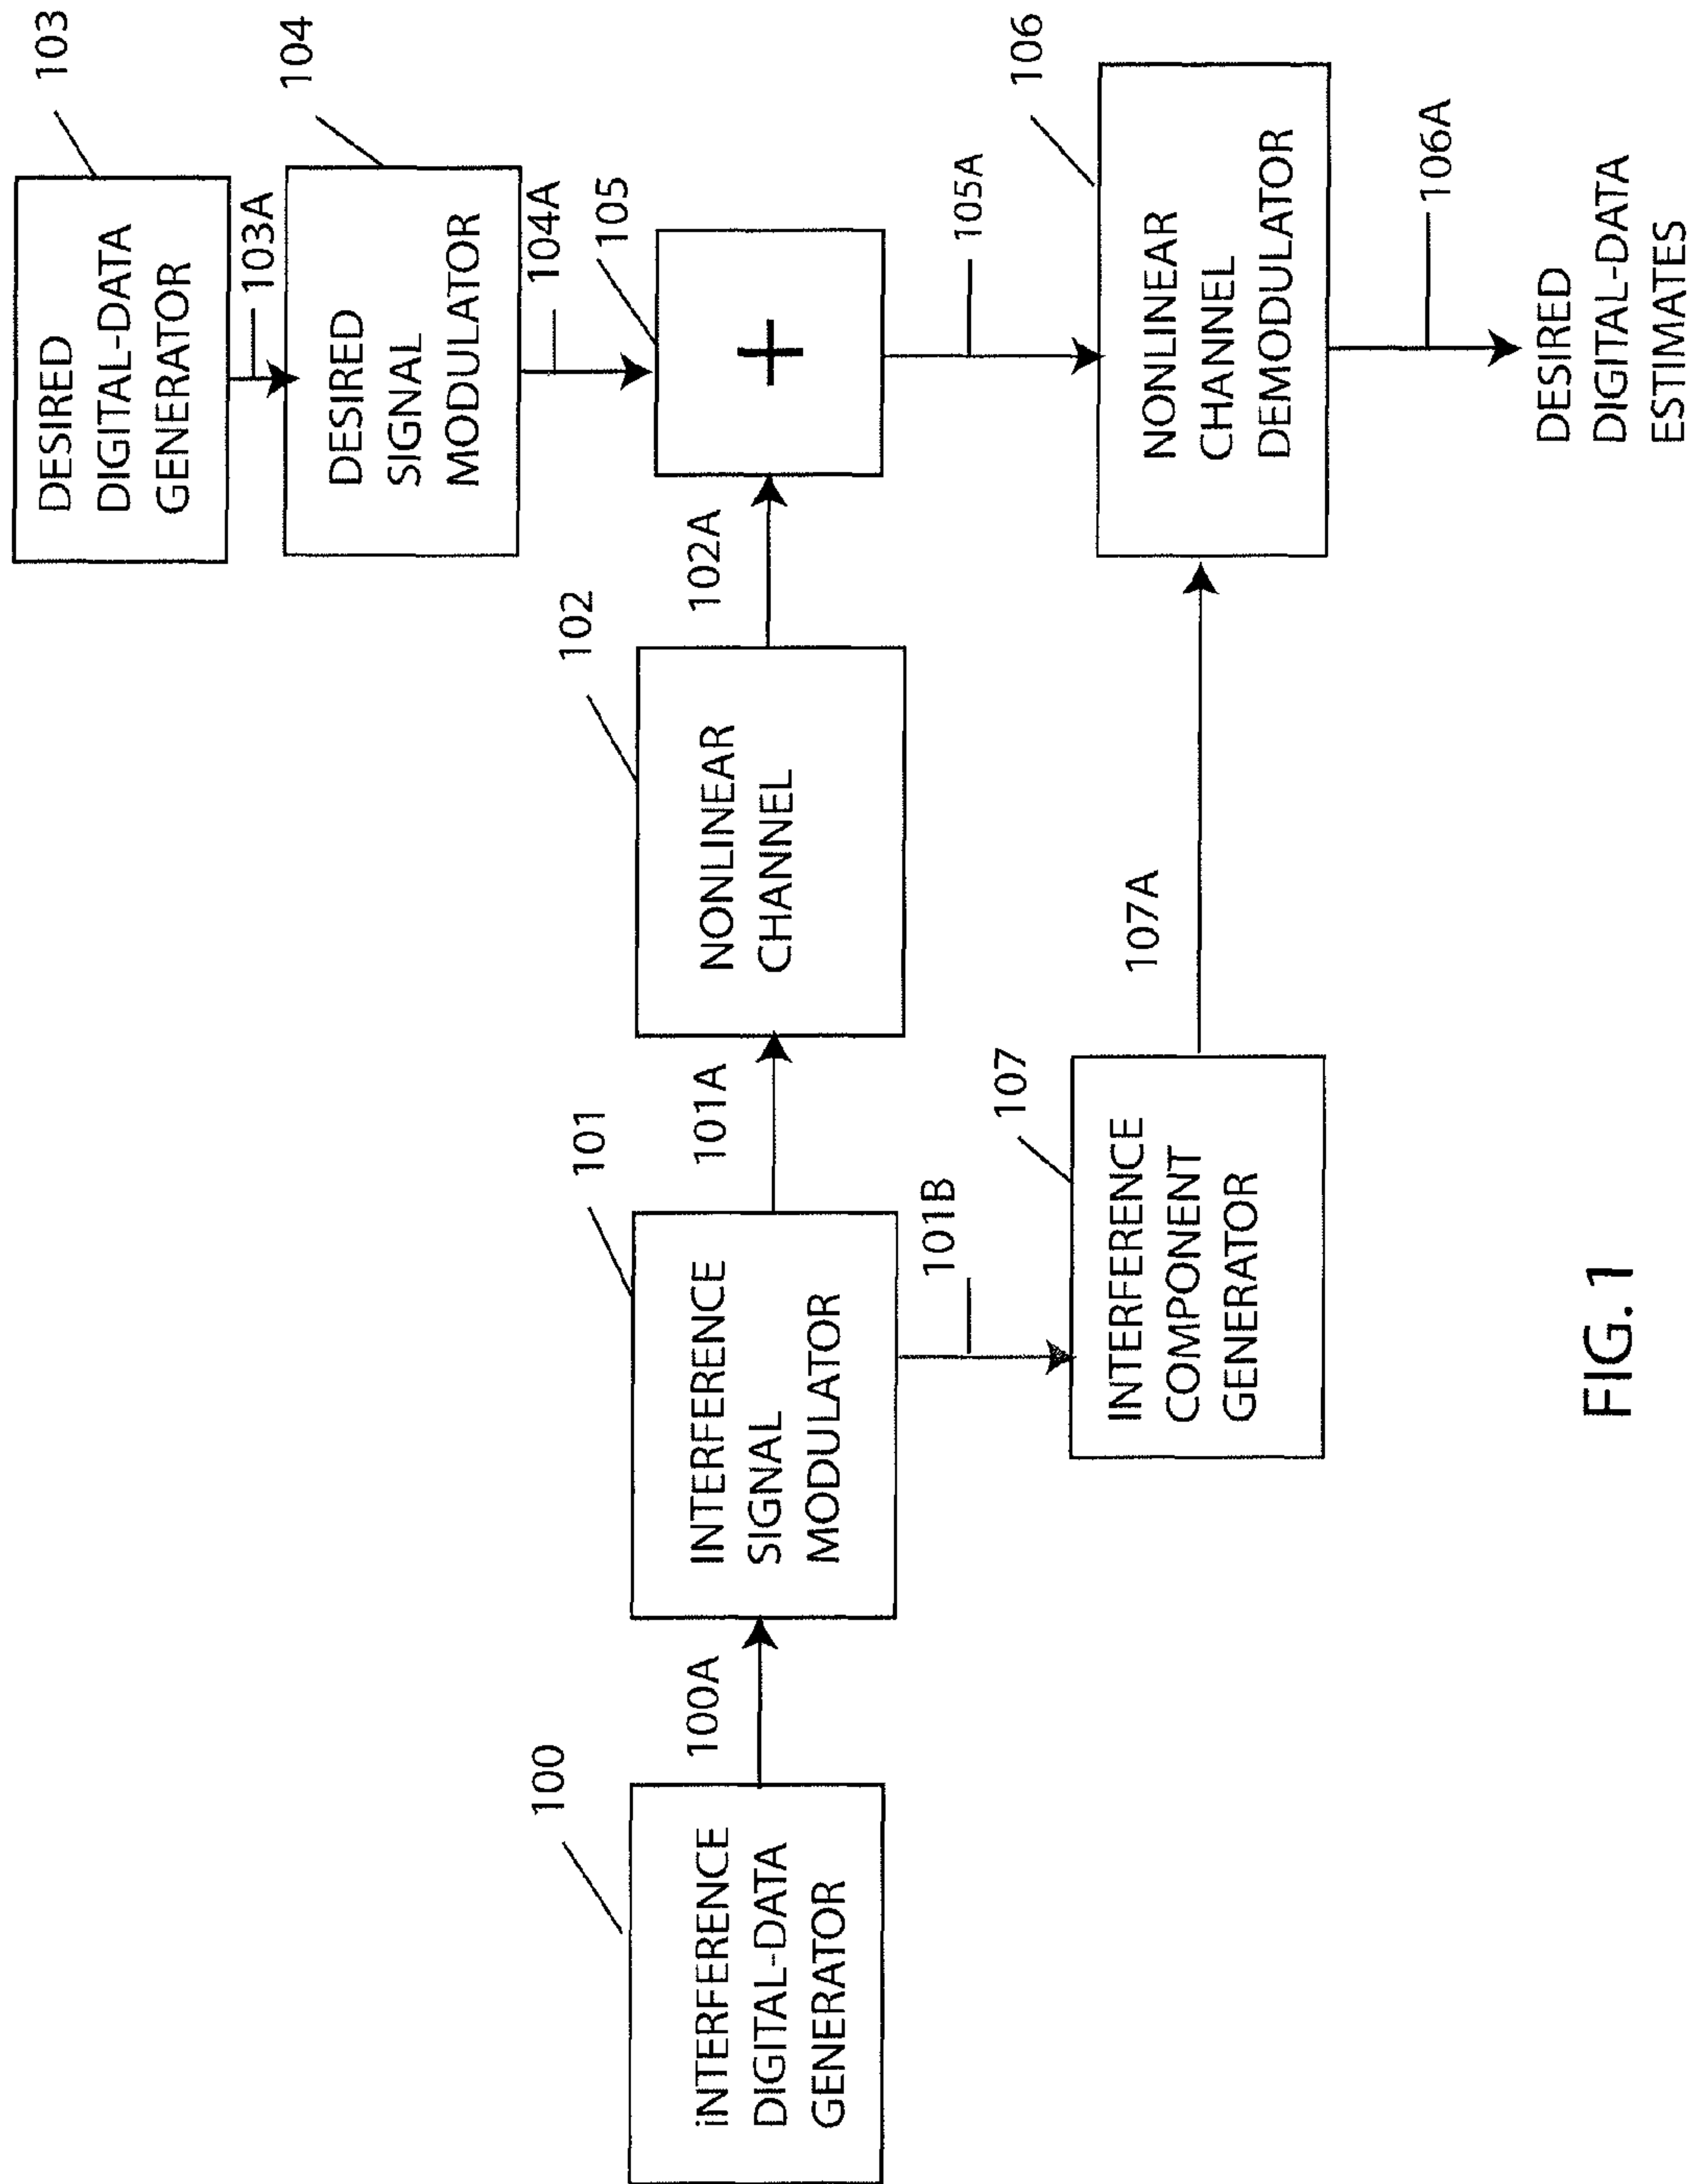 103
DESIRED
DIGITAL-DATA
GENERATOR
103A
104
DESIRED
SIGNAL
MODULATOR
104A
100
iNTERFERENCE
DIGITAL-DATA
GENERATOR
100A
101
INTERFERENCE
SIGNAL
MODULATOR
101A
102
NONLINEAR
CHANNEL
102A
105
+
105A
101B
107
INTERFERENCE
COMPONENT
GENERATOR
107A
106
NONLINEAR
CHANNEL
DEMODULATOR
106A
DESIRED
DIGITAL-DATA
ESTIMATES
FIG. 1